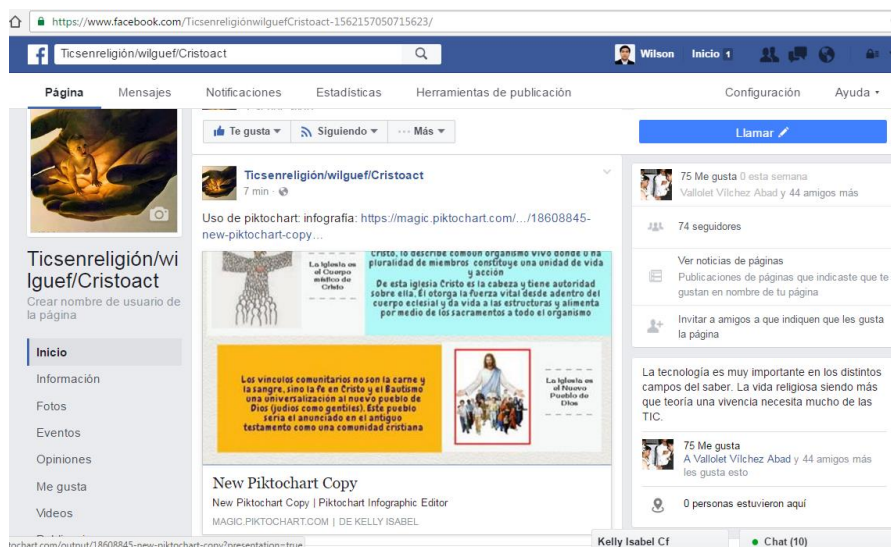 https://www.facebook.com/TicsenreligiónwilguefCristoact-1562157050715623/
Ticsenreligión/wilguef/Cristoact
Wilson Inicio 1
Página Mensajes Notificaciones Estadísticas Herramientas de publicación Configuración Ayuda
Te gusta Siguiendo Más
Llamar
Ticsenreligión/wi
lguef/Cristoact
Crear nombre de usuario de
la página
Inicio
Información
Fotos
Eventos
Opiniones
Me gusta
Videos
Ticsenreligión/wilguef/Cristoact
7 min
Uso de piktochart: infografía: https://magic.piktochart.com/.../18608845-
new-piktochart-copy...
La Iglesia es
el Cuerpo
místico de
Cristo
Cristo, lo describe común organismo vivo donde una
pluralidad de miembros constituye una unidad de vida
y acción
De esta iglesia Cristo es la cabeza y tiene autoridad
sobre ella, Él otorga la fuerza vital desde adentro del
cuerpo eclesial y da vida a las estructuras y alimenta
por medio de los sacramentos a todo el organismo
Los vínculos comunitarios no son la carne y
la sangre, sino la fe en Cristo y el Bautismo
una universalización al nuevo pueblo de
Dios (judíos como gentiles). Este pueblo
sería el anunciado en el antiguo
testamento como una comunidad cristiana
La Iglesia es
el Nuevo
Pueblo de
Dios
New Piktochart Copy
New Piktochart Copy | Piktochart Infographic Editor
MAGIC.PIKTOCHART.COM | DE KELLY ISABEL
75 Me gusta 0 esta semana
Vallolet Vílchez Abad y 44 amigos más
74 seguidores
Ver noticias de páginas
Publicaciones de páginas que indicaste que te
gustan en nombre de tu página
Invitar a amigos a que indiquen que les gusta
la página
La tecnología es muy importante en los distintos
campos del saber. La vida religiosa siendo más
que teoría una vivencia necesita mucho de las
TIC.
75 Me gusta
A Vallolet Vílchez Abad y 44 amigos más
les gusta esto
0 personas estuvieron aquí
tochart.com/output/18608845-new-piktochart-copy?presentation=true
Kelly Isabel Cf
Chat (10)